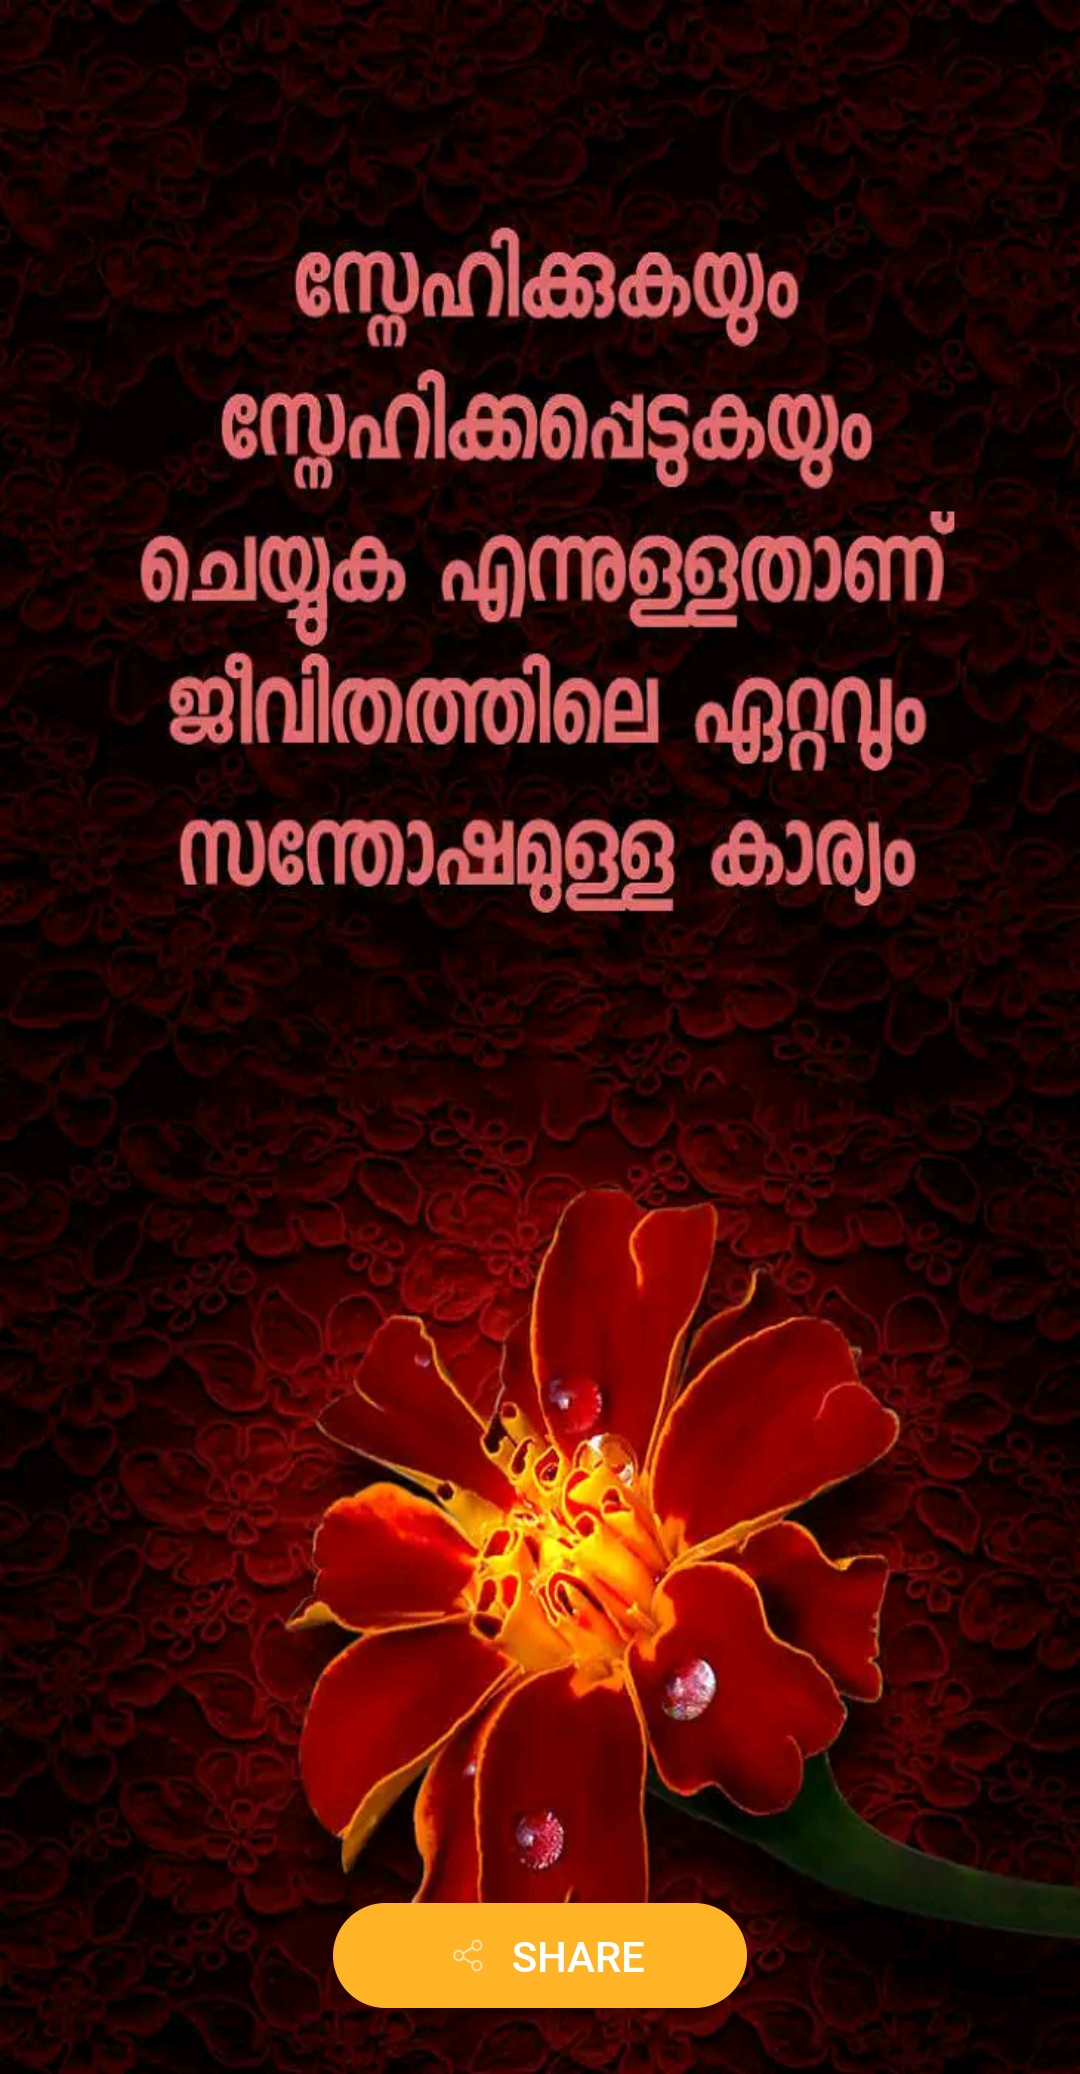 സ്നേഹിക്കുകയും
സ്നേഹിക്കപ്പെടുകയും
ചെയ്യുക എന്നുള്ളതാണ്
ജീവിതത്തിലെ ഏറ്റവും
സന്തോഷമുള്ള കാര്യം
SHARE